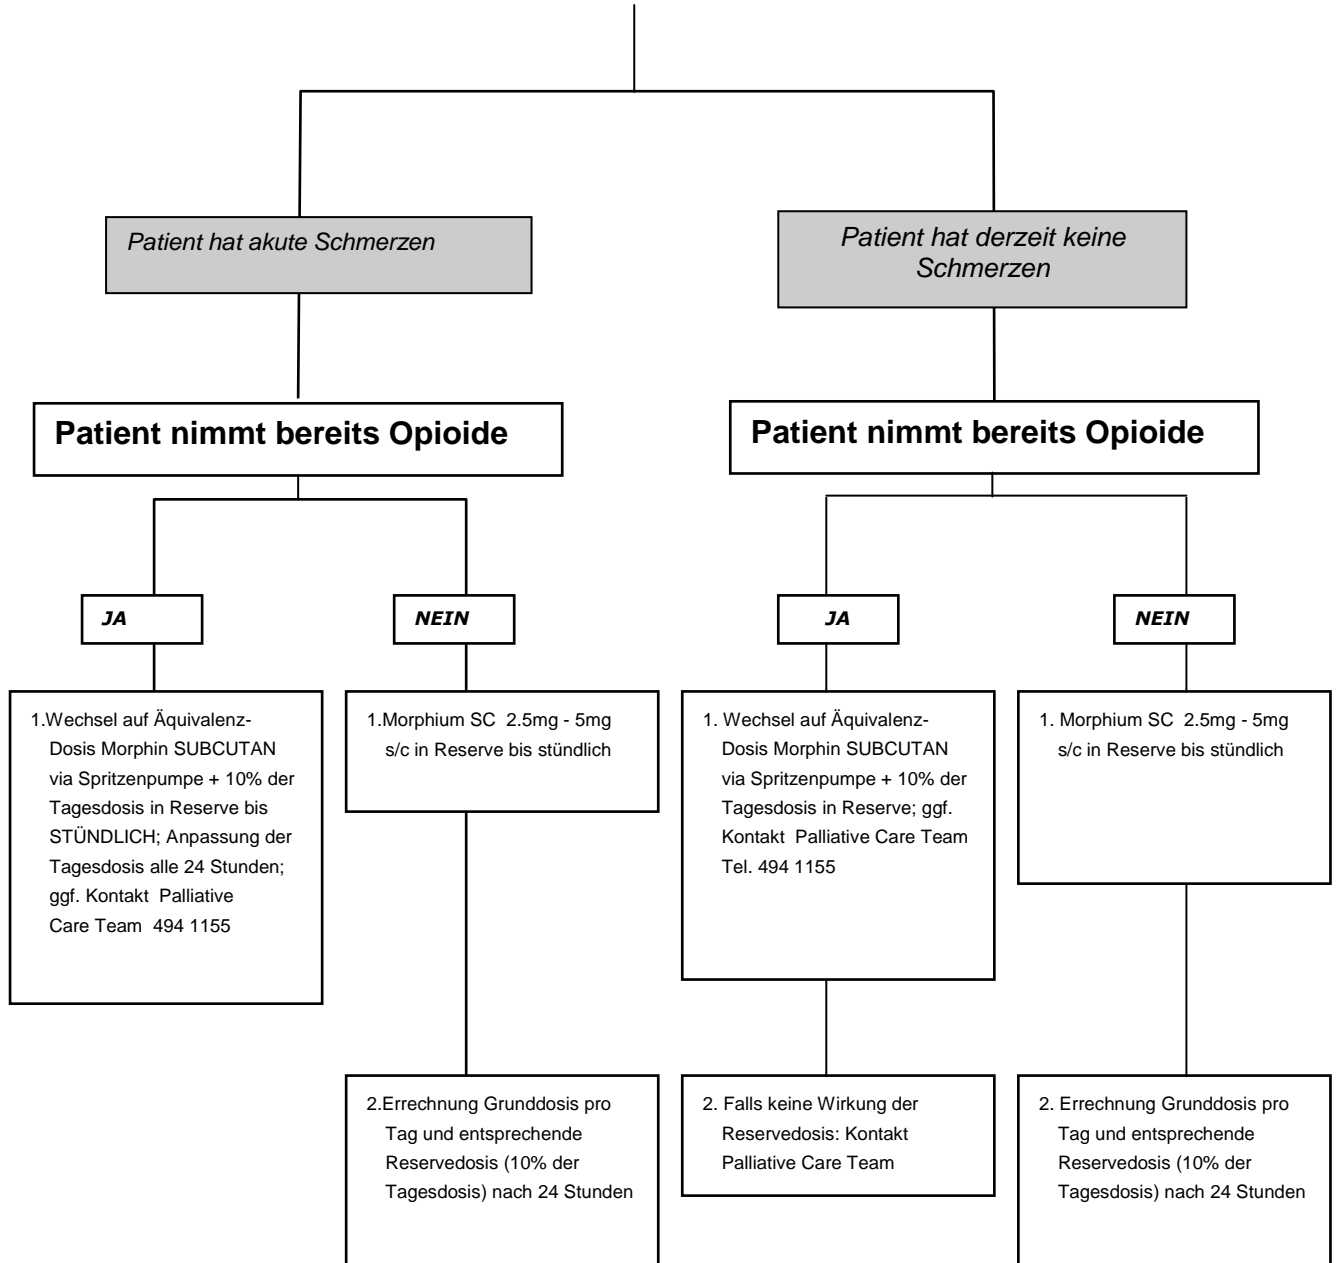 Patient hat akute Schmerzen
Patient hat derzeit keine
Schmerzen
Patient nimmt bereits Opioide
Patient nimmt bereits Opioide
JA
NEIN
JA
NEIN
1.Wechsel auf Äquivalenz-
Dosis Morphin SUBCUTAN
via Spritzenpumpe + 10% der
Tagesdosis in Reserve bis
STÜNDLICH; Anpassung der
Tagesdosis alle 24 Stunden;
ggf. Kontakt Palliative
Care Team 494 1155
1.Morphium SC 2.5mg - 5mg
s/c in Reserve bis stündlich
1. Wechsel auf Äquivalenz-
Dosis Morphin SUBCUTAN
via Spritzenpumpe + 10% der
Tagesdosis in Reserve; ggf.
Kontakt Palliative Care Team
Tel. 494 1155
1. Morphium SC 2.5mg - 5mg
s/c in Reserve bis stündlich
2.Errechnung Grunddosis pro
Tag und entsprechende
Reservedosis (10% der
Tagesdosis) nach 24 Stunden
2. Falls keine Wirkung der
Reservedosis: Kontakt
Palliative Care Team
2. Errechnung Grunddosis pro
Tag und entsprechende
Reservedosis (10% der
Tagesdosis) nach 24 Stunden